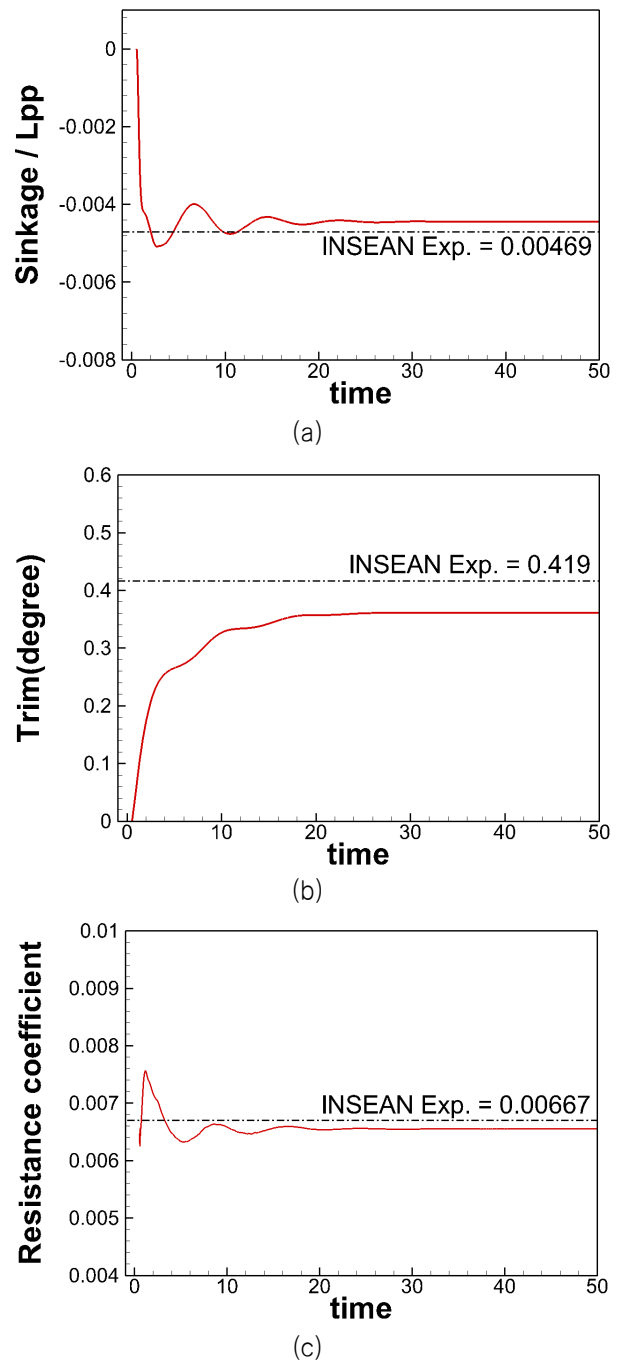 Sinkage / Lpp
0
-0.002
-0.004
-0.006
-0.008
INSEAN Exp. = 0.00469
0 10 20 30 40 50
time
(a)
Trim(degree)
0.6
0.5
0.4
0.3
0.2
0.1
0
INSEAN Exp. = 0.419
0 10 20 30 40 50
time
(b)
Resistance coefficient
0.01
0.009
0.008
0.007
0.006
0.005
0.004
INSEAN Exp. = 0.00667
0 10 20 30 40 50
time
(c)